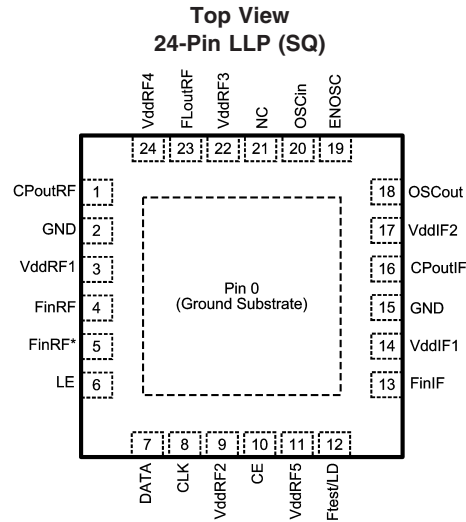 Top View
24-Pin LLP (SQ)
VddRF4
FLoutRF
VddRF3
NC
OSCin
ENOSC
24
23
22
21
20
19
CPoutRF 1
GND 2
VddRF1 3
FinRF 4
FinRF* 5
LE 6
Pin 0
(Ground Substrate)
18 OSCout
17 VddIF2
16 CPoutIF
15 GND
14 VddIF1
13 FinIF
7
8
9
10
11
12
DATA
CLK
VddRF2
CE
VddRF5
Ftest/LD